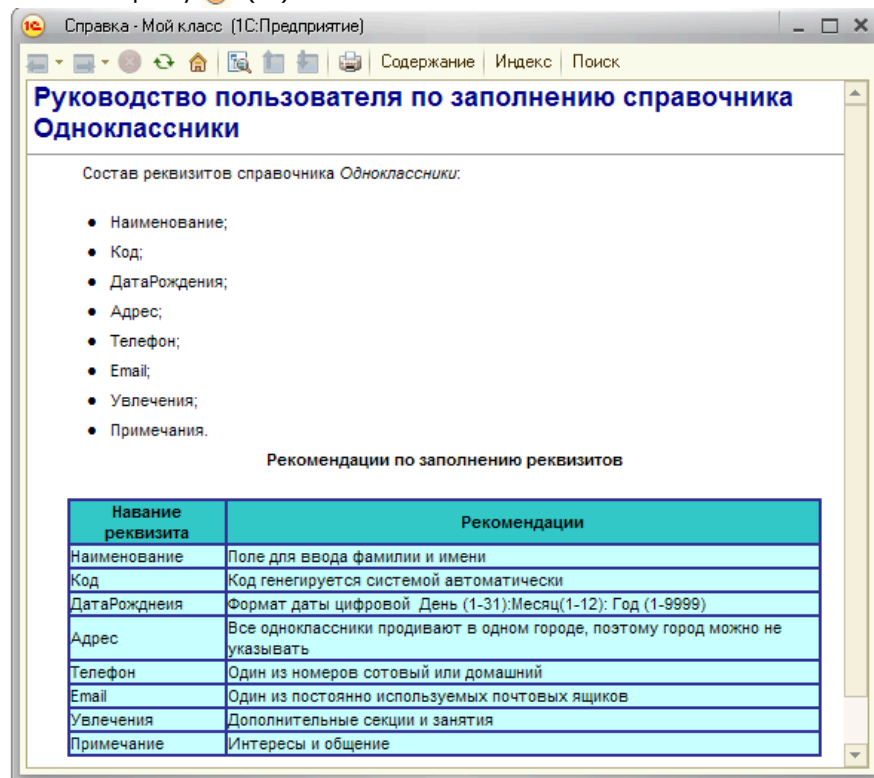 Справка - Мой класс (1С:Предприятие)
Содержание Индекс Поиск
Руководство пользователя по заполнению справочника
Одноклассники
Состав реквизитов справочника Одноклассники:
● Наименование;
● Код;
● ДатаРождения;
● Адрес;
● Телефон;
● Email;
● Увлечения;
● Примечания.
Рекомендации по заполнению реквизитов
Навание
реквизита
Рекомендации
Наименование Поле для ввода фамилии и имени
Код Код генегируется системой автоматически
ДатаРожднеия Формат даты цифровой День (1-31):Месяц(1-12): Год (1-9999)
Адрес
Все одноклассники продивают в одном городе, поэтому город можно не
указывать
Телефон Один из номеров сотовый или домашний
Email Один из постоянно используемых почтовых ящиков
Увлечения Дополнительные секции и занятия
Примечание Интересы и общение